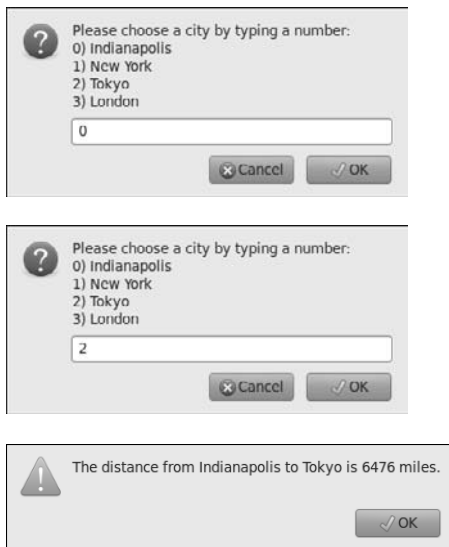 Please choose a city by typing a number:
0) Indianapolis
1) New York
2) Tokyo
3) London
0
Cancel
OK
Please choose a city by typing a number:
0) Indianapolis
1) New York
2) Tokyo
3) London
2
Cancel
OK
The distance from Indianapolis to Tokyo is 6476 miles.
OK